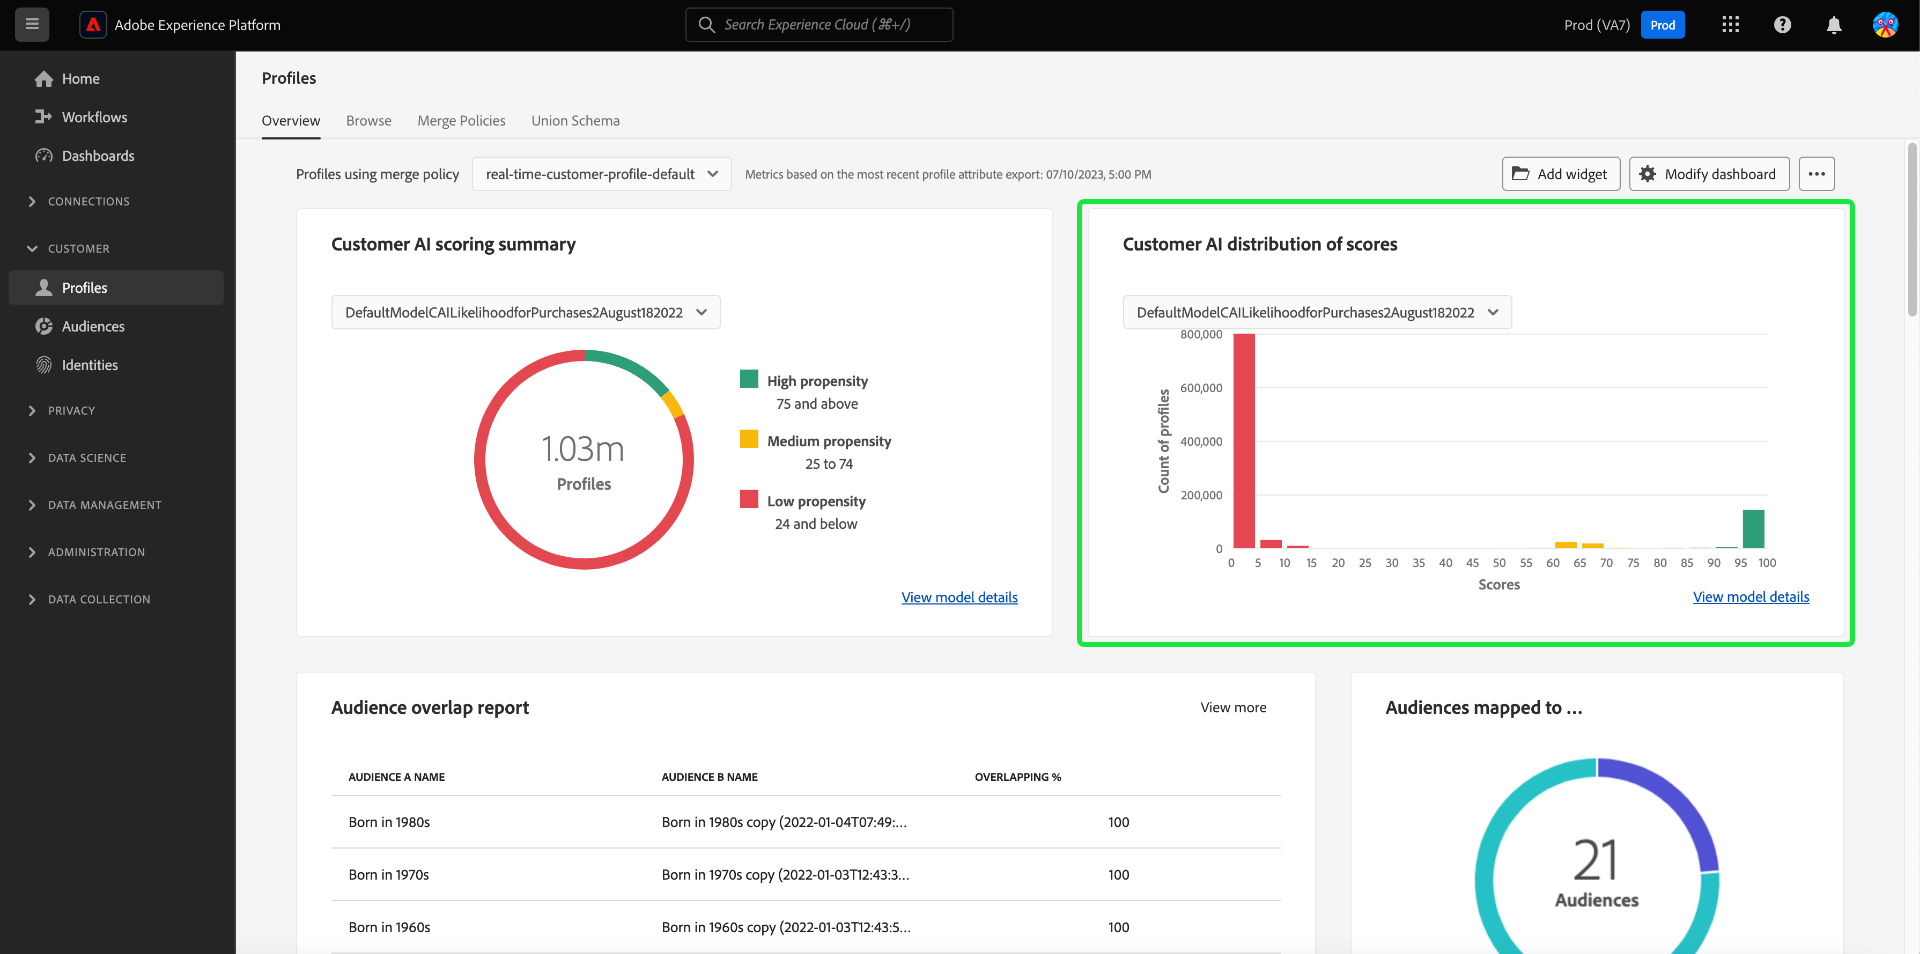 Adobe Experience Platform
Search Experience Cloud (⌘+/)
Prod (VA7)
Prod
Home
Workflows
Dashboards
CONNECTIONS
CUSTOMER
Profiles
Audiences
Identities
PRIVACY
DATA SCIENCE
DATA MANAGEMENT
ADMINISTRATION
DATA COLLECTION
Profiles
Overview
Browse
Merge Policies
Union Schema
Profiles using merge policy
real-time-customer-profile-default
Metrics based on the most recent profile attribute export: 07/10/2023, 5:00 PM
Add widget
Modify dashboard
Customer AI scoring summary
DefaultModelCAILikelihoodforPurchases2August182022
1.03m
Profiles
High propensity
75 and above
Medium propensity
25 to 74
Low propensity
24 and below
View model details
Customer AI distribution of scores
DefaultModelCAILikelihoodforPurchases2August182022
Count of profiles
800,000
600,000
400,000
200,000
0
0 5 10 15 20 25 30 35 40 45 50 55 60 65 70 75 80 85 90 95 100
Scores
View model details
Audience overlap report
View more
AUDIENCE A NAME AUDIENCE B NAME OVERLAPPING %
Born in 1980s Born in 1980s copy (2022-01-04T07:49:... 100
Born in 1970s Born in 1970s copy (2022-01-03T12:43:3... 100
Born in 1960s Born in 1960s copy (2022-01-03T12:43:5... 100
Audiences mapped to ...
21
Audiences